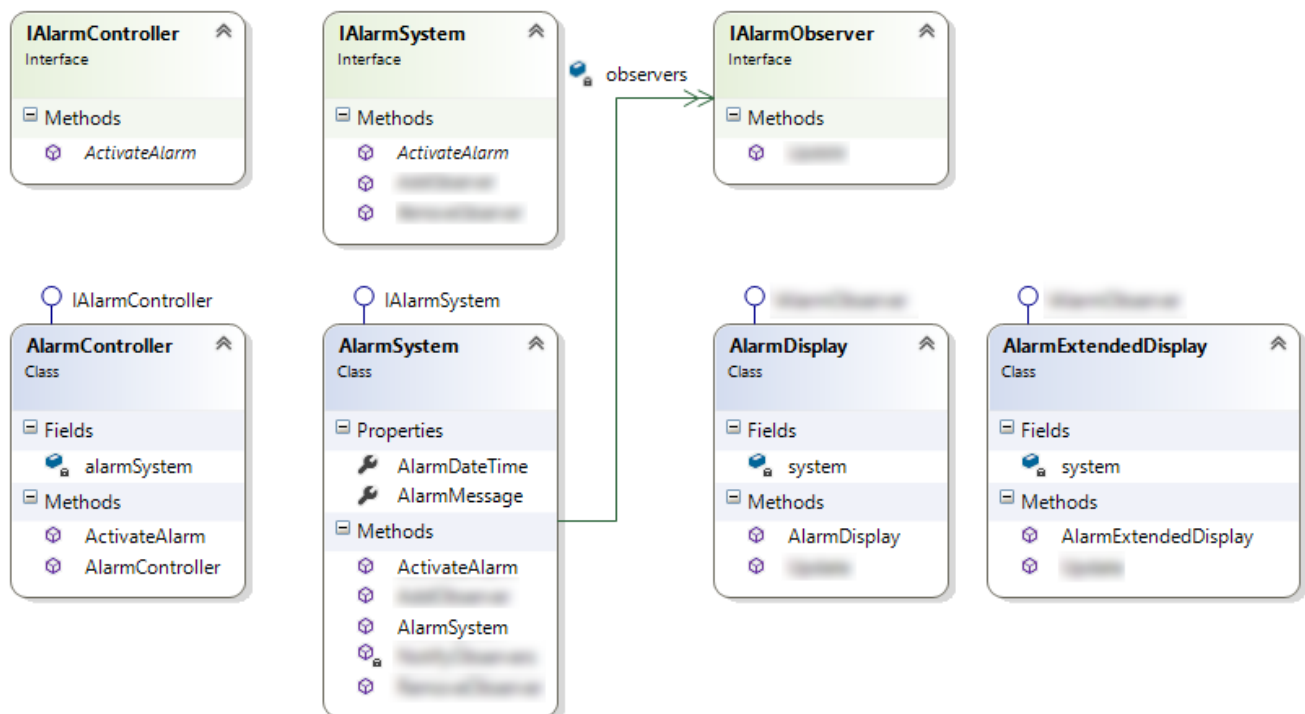 IAlarmController
Interface
Methods
ActivateAlarm
IAlarmSystem
Interface
Methods
ActivateAlarm
observers
IAlarmObserver
Interface
Methods
IAlarmController
AlarmController
Class
Fields
alarmSystem
Methods
ActivateAlarm
AlarmController
IAlarmSystem
AlarmSystem
Class
Properties
AlarmDateTime
AlarmMessage
Methods
ActivateAlarm
AlarmSystem
AlarmDisplay
Class
Fields
system
Methods
AlarmDisplay
AlarmExtendedDisplay
Class
Fields
system
Methods
AlarmExtendedDisplay